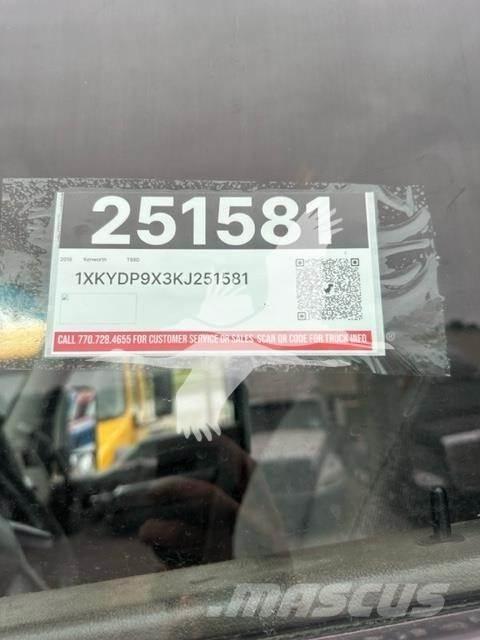 251581
2019 Kenworth T680
1XKYDP9X3KJ251581
CALL 770.728.4655 FOR CUSTOMER SERVICE OR SALES, SCAN QR CODE FOR TRUCK INFO
MASCUS